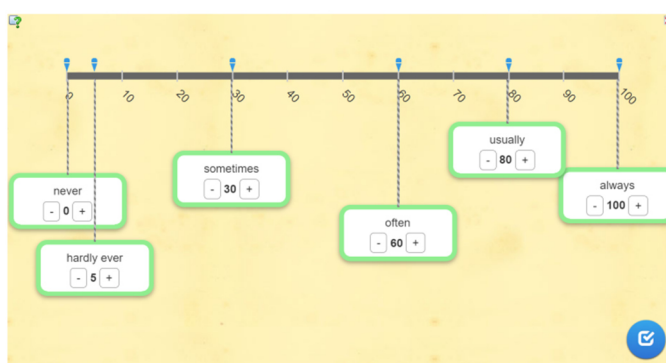 0 10 20 30 40 50 60 70 80 90 100
usually
- 80 +
sometimes
- 30 +
always
- 100 +
never
- 0 +
often
- 60 +
hardly ever
- 5 +